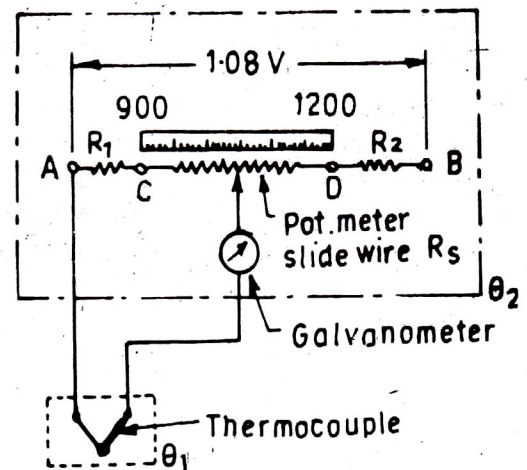 1·08 V
900 1200
R1 R2
A C D B
Pot.meter
slide wire RS
θ2
Galvanometer
Thermocouple
θ1